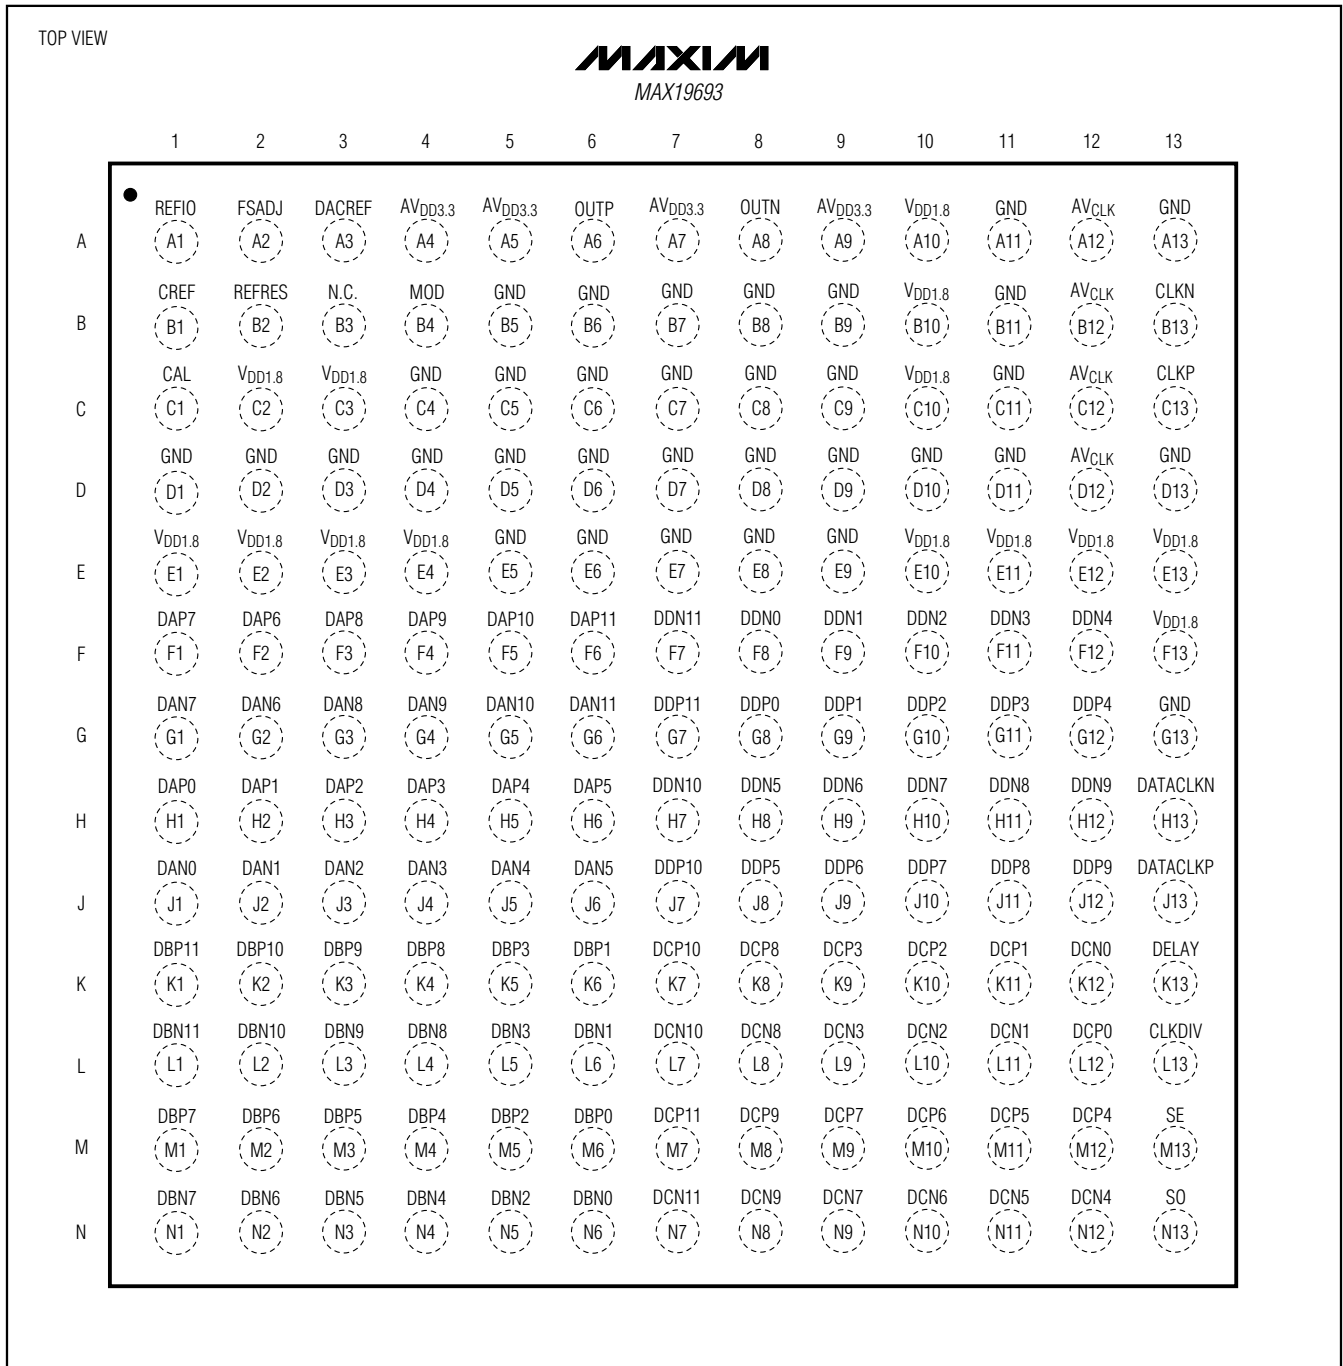 TOP VIEW
MAXIM
MAX19693
1 2 3 4 5 6 7 8 9 10 11 12 13
REFIO FSADJ DACREF AVDD3.3 AVDD3.3 OUTP AVDD3.3 OUTN AVDD3.3 VDD1.8 GND AVCLK GND
A A1 A2 A3 A4 A5 A6 A7 A8 A9 A10 A11 A12 A13
CREF REFRES N.C. MOD GND GND GND GND GND VDD1.8 GND AVCLK CLKN
B B1 B2 B3 B4 B5 B6 B7 B8 B9 B10 B11 B12 B13
CAL VDD1.8 VDD1.8 GND GND GND GND GND GND VDD1.8 GND AVCLK CLKP
C C1 C2 C3 C4 C5 C6 C7 C8 C9 C10 C11 C12 C13
GND GND GND GND GND GND GND GND GND GND GND AVCLK GND
D D1 D2 D3 D4 D5 D6 D7 D8 D9 D10 D11 D12 D13
VDD1.8 VDD1.8 VDD1.8 VDD1.8 GND GND GND GND GND VDD1.8 VDD1.8 VDD1.8 VDD1.8
E E1 E2 E3 E4 E5 E6 E7 E8 E9 E10 E11 E12 E13
DAP7 DAP6 DAP8 DAP9 DAP10 DAP11 DDN11 DDN0 DDN1 DDN2 DDN3 DDN4 VDD1.8
F F1 F2 F3 F4 F5 F6 F7 F8 F9 F10 F11 F12 F13
DAN7 DAN6 DAN8 DAN9 DAN10 DAN11 DDP11 DDP0 DDP1 DDP2 DDP3 DDP4 GND
G G1 G2 G3 G4 G5 G6 G7 G8 G9 G10 G11 G12 G13
DAP0 DAP1 DAP2 DAP3 DAP4 DAP5 DDN10 DDN5 DDN6 DDN7 DDN8 DDN9 DATACLKN
H H1 H2 H3 H4 H5 H6 H7 H8 H9 H10 H11 H12 H13
DAN0 DAN1 DAN2 DAN3 DAN4 DAN5 DDP10 DDP5 DDP6 DDP7 DDP8 DDP9 DATACLKP
J J1 J2 J3 J4 J5 J6 J7 J8 J9 J10 J11 J12 J13
DBP11 DBP10 DBP9 DBP8 DBP3 DBP1 DCP10 DCP8 DCP3 DCP2 DCP1 DCN0 DELAY
K K1 K2 K3 K4 K5 K6 K7 K8 K9 K10 K11 K12 K13
DBN11 DBN10 DBN9 DBN8 DBN3 DBN1 DCN10 DCN8 DCN3 DCN2 DCN1 DCP0 CLKDIV
L L1 L2 L3 L4 L5 L6 L7 L8 L9 L10 L11 L12 L13
DBP7 DBP6 DBP5 DBP4 DBP2 DBP0 DCP11 DCP9 DCP7 DCP6 DCP5 DCP4 SE
M M1 M2 M3 M4 M5 M6 M7 M8 M9 M10 M11 M12 M13
DBN7 DBN6 DBN5 DBN4 DBN2 DBN0 DCN11 DCN9 DCN7 DCN6 DCN5 DCN4 SO
N N1 N2 N3 N4 N5 N6 N7 N8 N9 N10 N11 N12 N13